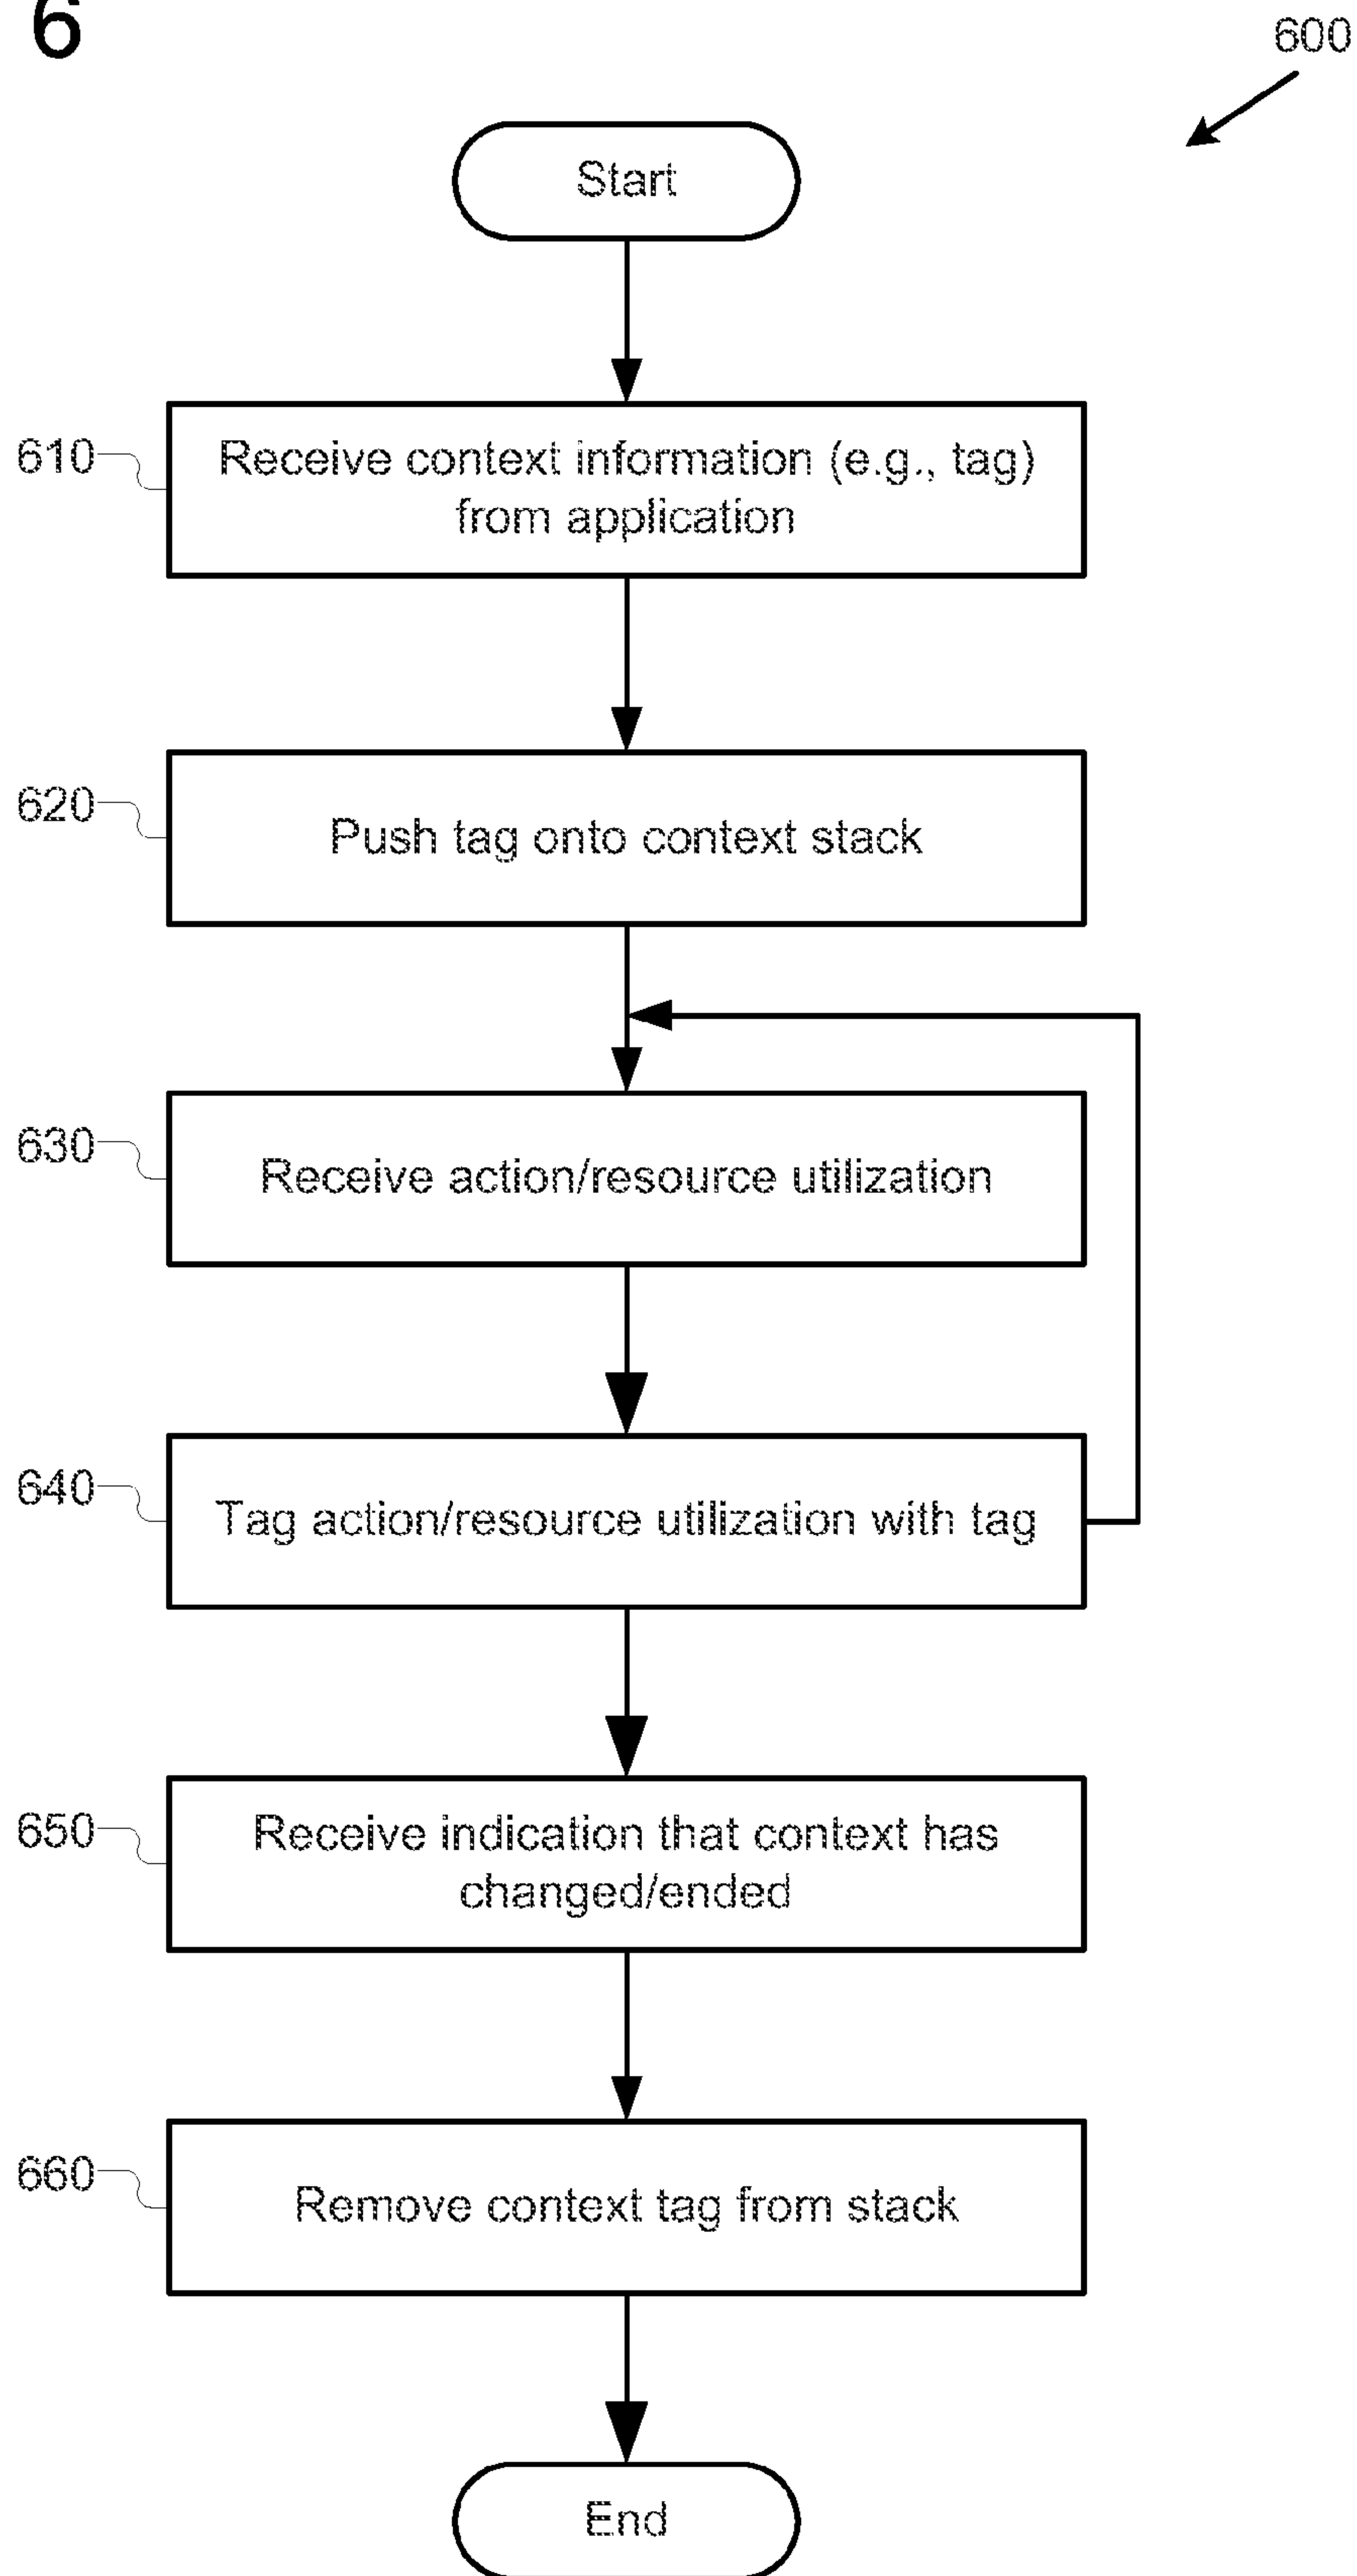 6
600
Start
610
Receive context information (e.g., tag)
from application
620
Push tag onto context stack
630
Receive action/resource utilization
640
Tag action/resource utilization with tag
650
Receive indication that context has
changed/ended
660
Remove context tag from stack
End